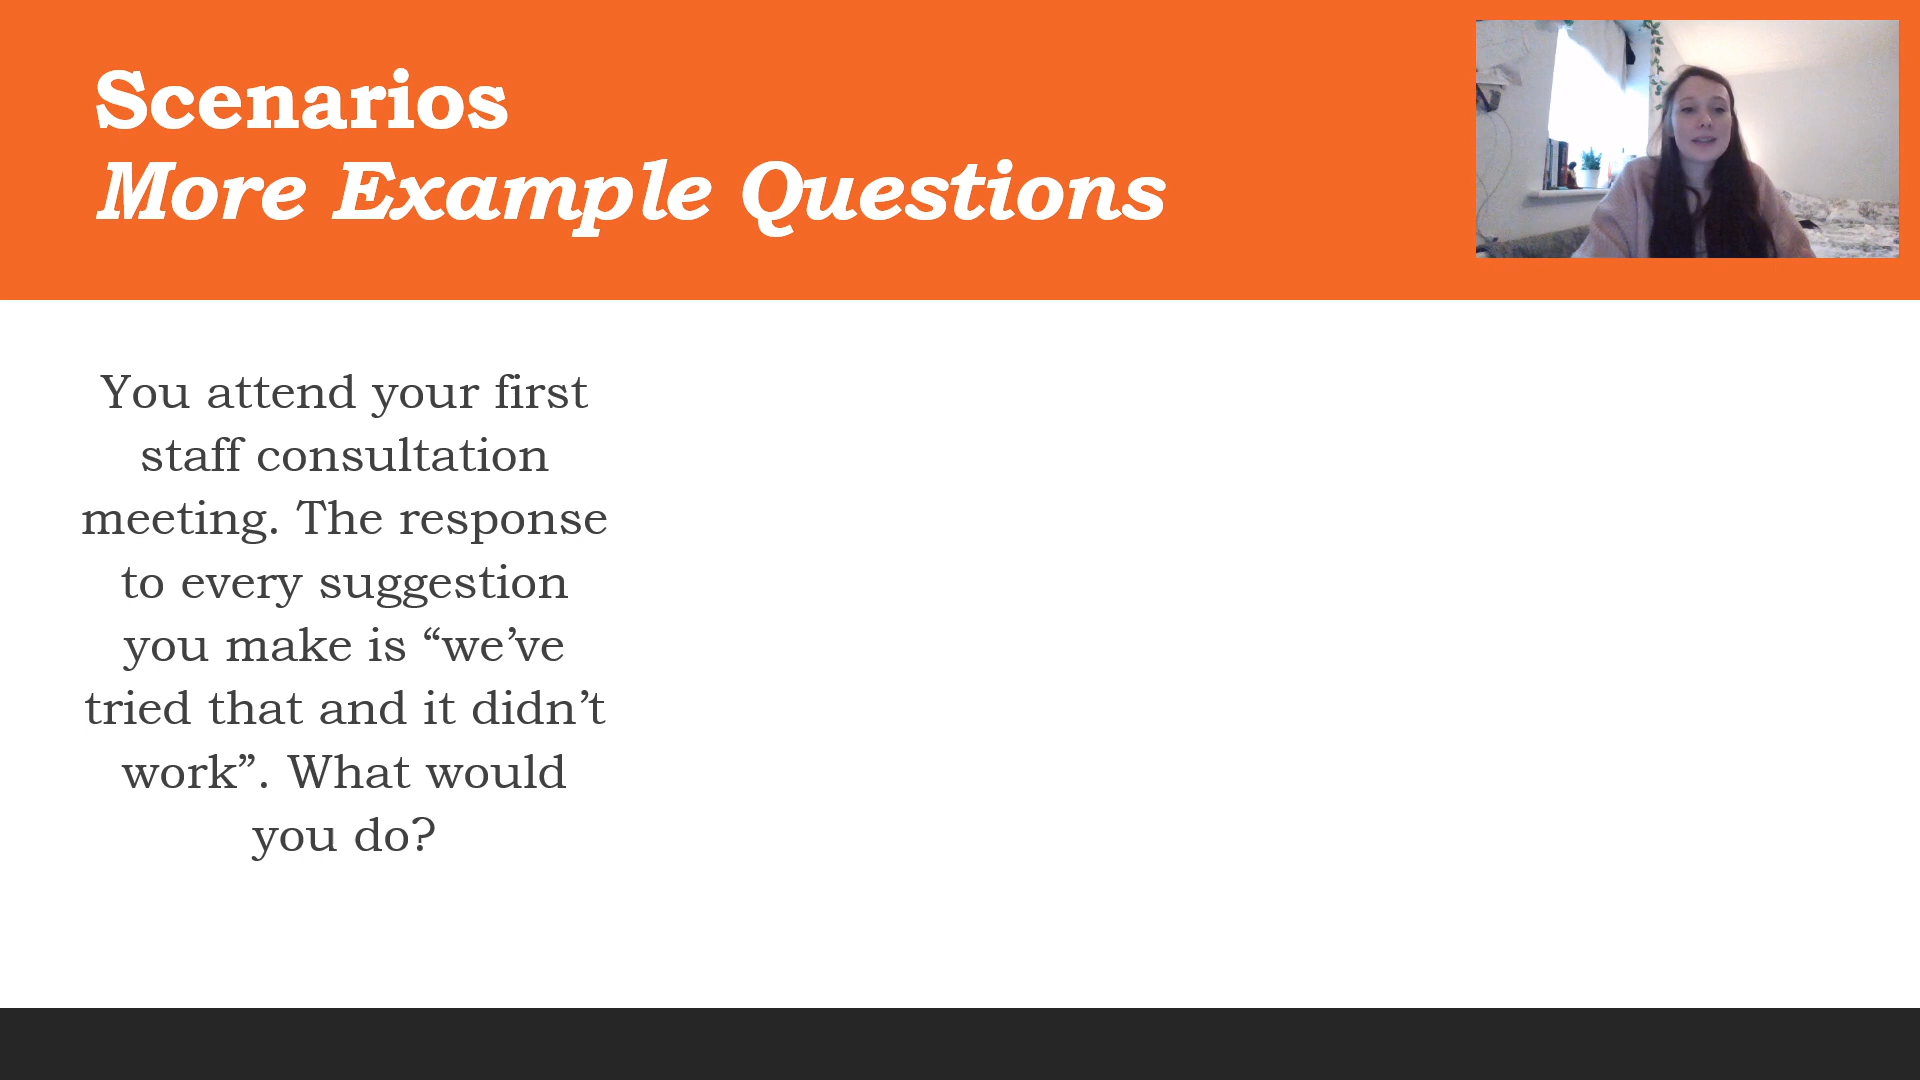 Scenarios
More Example Questions
You attend your first
staff consultation
meeting. The response
to every suggestion
you make is “we’ve
tried that and it didn’t
work”. What would
you do?